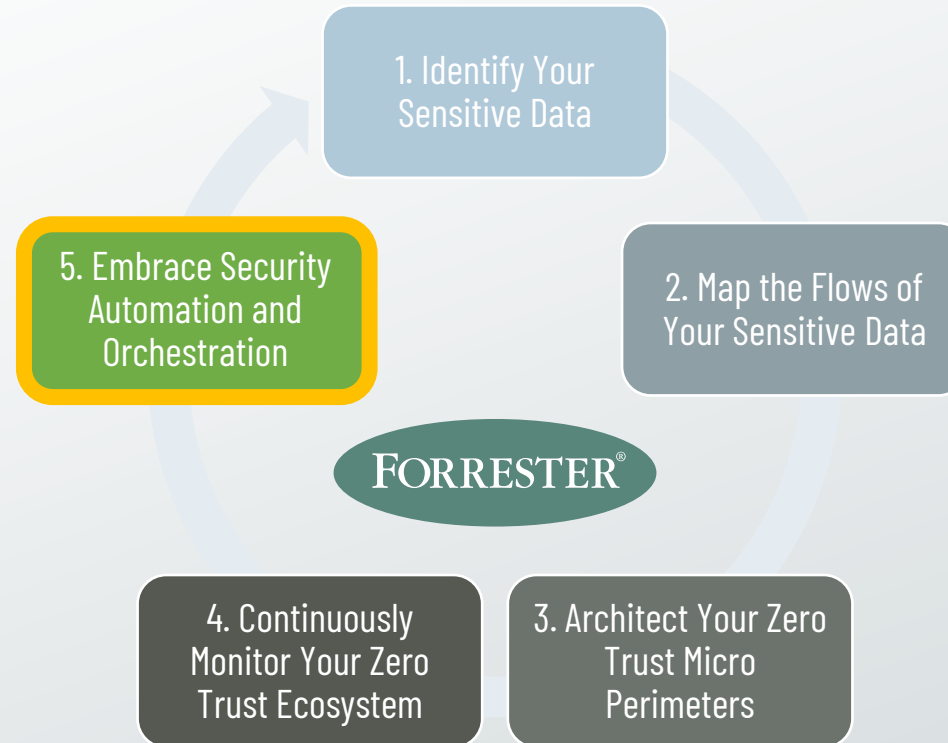 1. Identify Your
Sensitive Data
2. Map the Flows of
Your Sensitive Data
3. Architect Your Zero
Trust Micro
Perimeters
4. Continuously
Monitor Your Zero
Trust Ecosystem
5. Embrace Security
Automation and
Orchestration
FORRESTER®